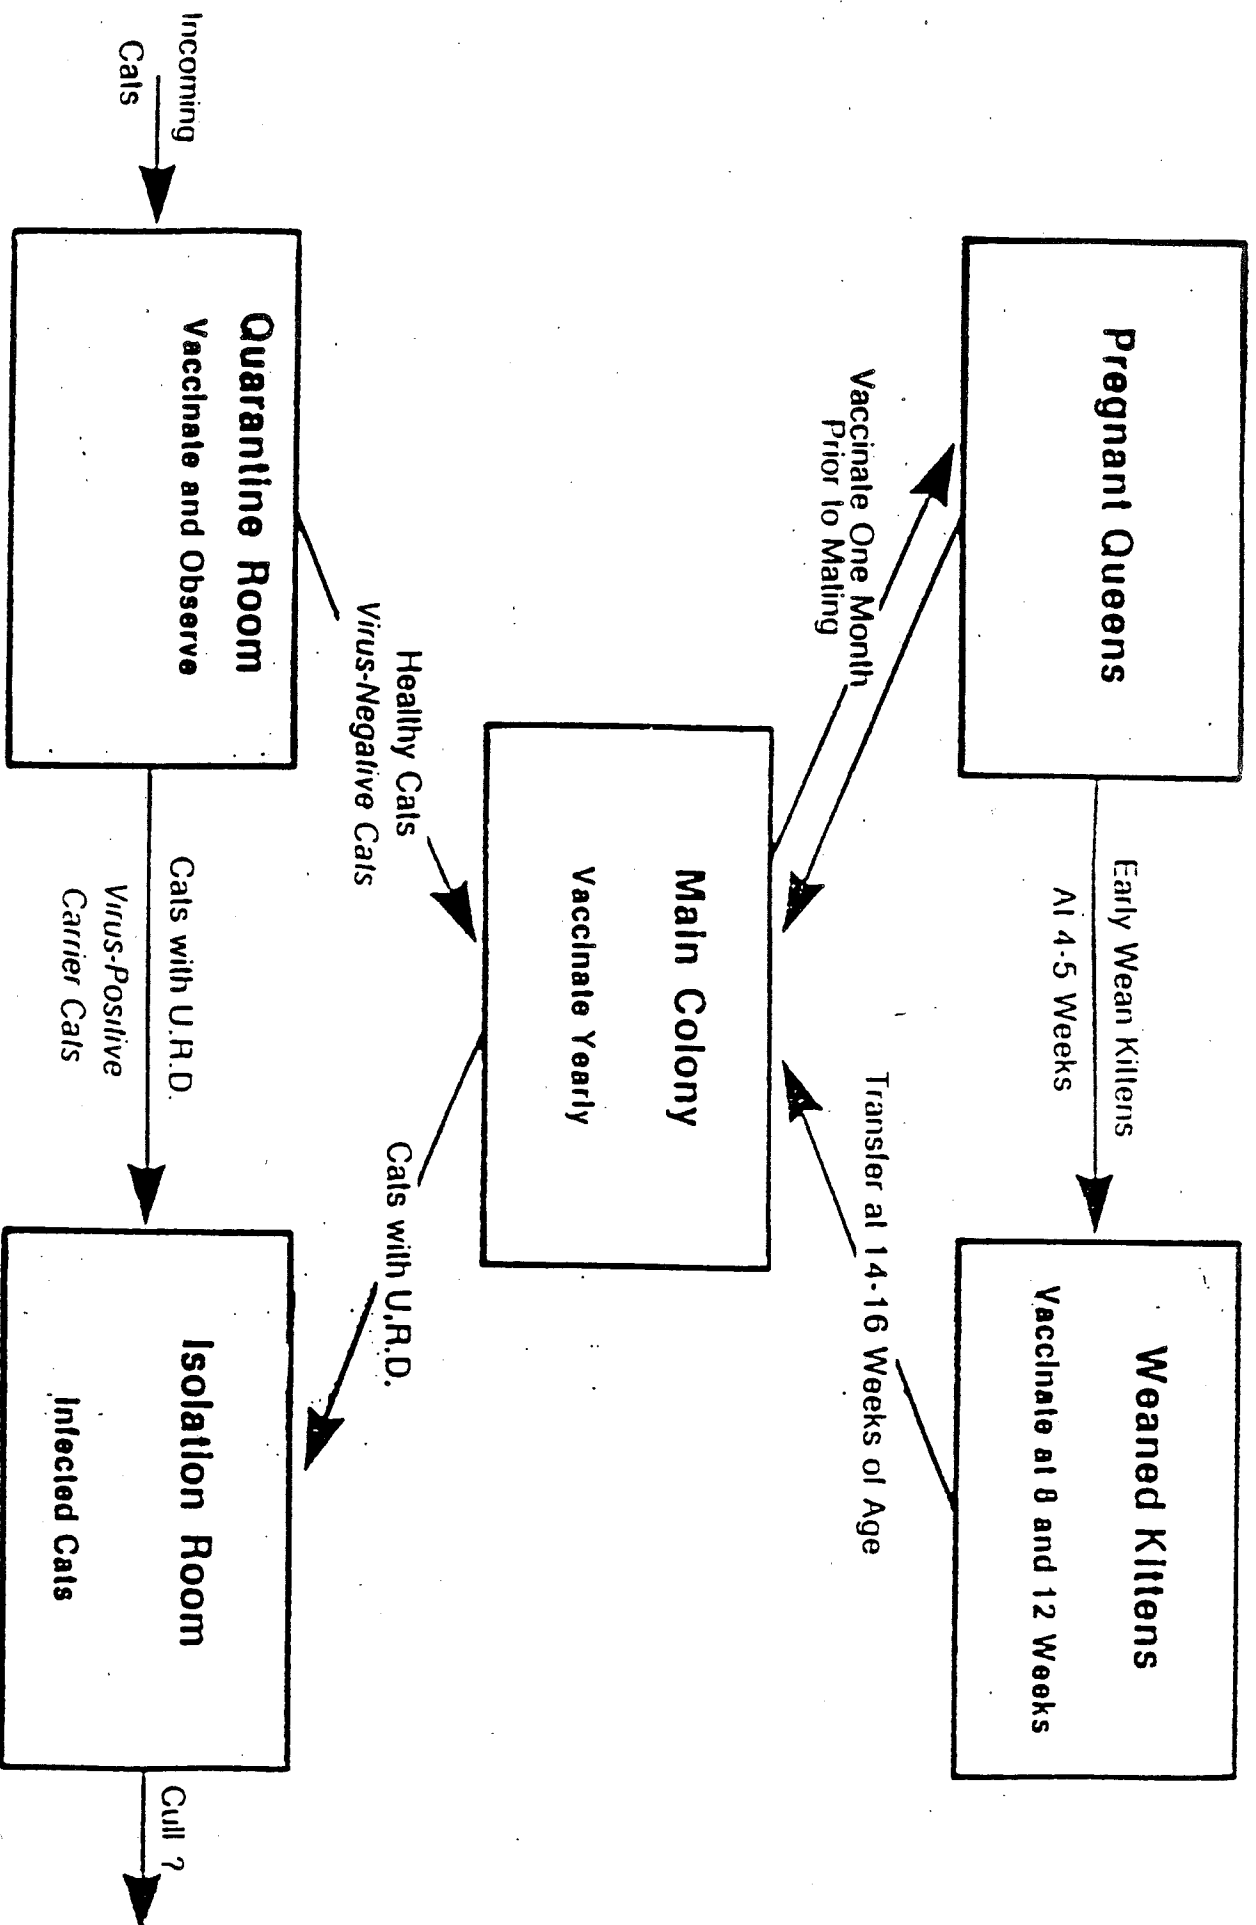 Pregnant Queens
Early Wean Kittens
At 4-5 Weeks
Weaned Kittens
Vaccinate at 8 and 12 Weeks
Vaccinate One Month
Prior to Mating
Transfer at 14-16 Weeks of Age
Main Colony
Vaccinate Yearly
Healthy Cats
Virus-Negative Cats
Cats with U.R.D.
Incoming
Cats
Quarantine Room
Vaccinate and Observe
Cats with U.R.D.
Virus-Positive
Carrier Cats
Isolation Room
Infected Cats
Cull ?